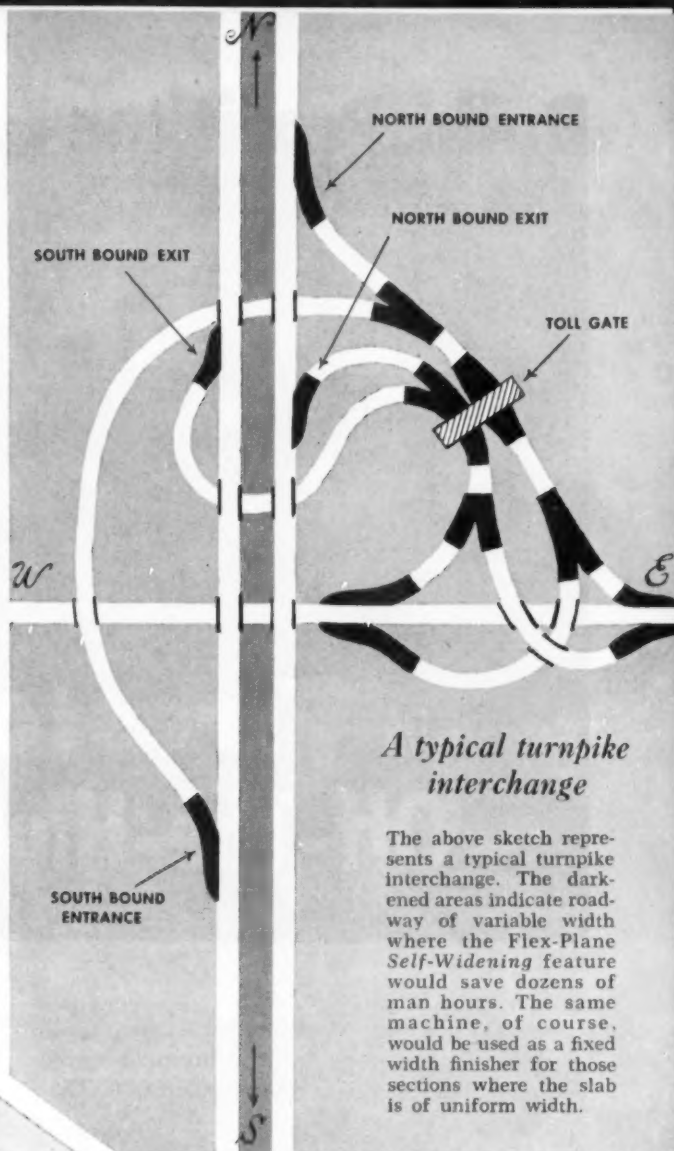 N
NORTH BOUND ENTRANCE
NORTH BOUND EXIT
SOUTH BOUND EXIT
TOLL GATE
W
E
A typical turnpike
interchange
The above sketch repre-
sents a typical turnpike
interchange. The dark-
ened areas indicate road-
way of variable width
where the Flex-Plane
Self-Widening feature
would save dozens of
man hours. The same
machine, of course,
would be used as a fixed
width finisher for those
sections where the slab
is of uniform width.
SOUTH BOUND
ENTRANCE
S